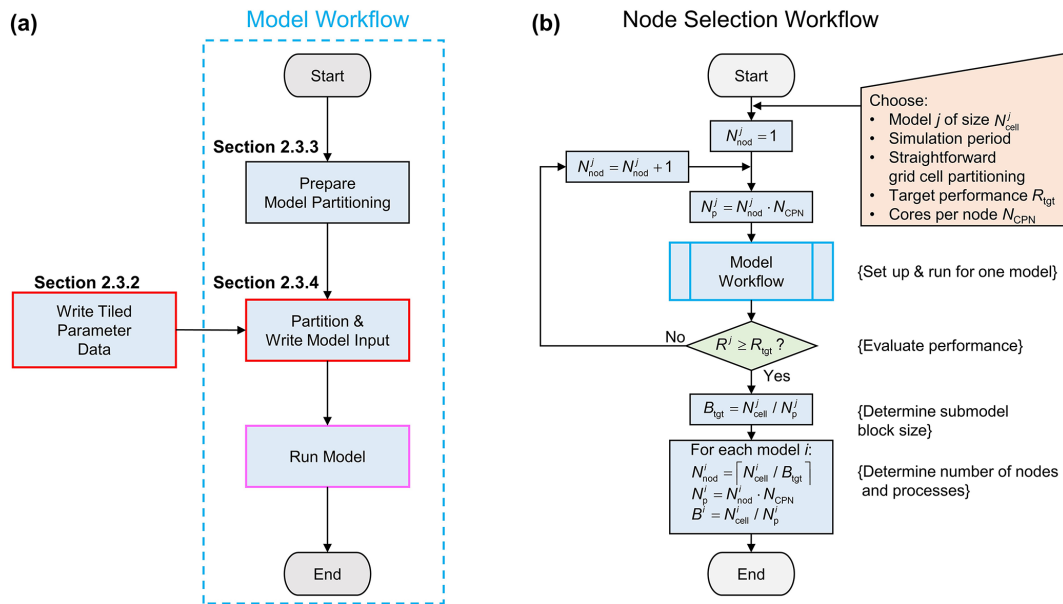 (a)
Model Workflow
Start
Section 2.3.3
Prepare
Model Partitioning
Section 2.3.2
Write Tiled
Parameter
Data
Section 2.3.4
Partition &
Write Model Input
Run Model
End
(b)
Node Selection Workflow
Start
Choose:
• Model j of size N^j_cell
• Simulation period
• Straightforward
grid cell partitioning
• Target performance R_tgt
• Cores per node N_CPN
N^j_nod = 1
N^j_nod = N^j_nod + 1
N^j_p = N^j_nod · N_CPN
Model
Workflow
{Set up & run for one model}
No
R^j ≥ R_tgt ?
{Evaluate performance}
Yes
B_tgt = N^j_cell / N^j_p
{Determine submodel
block size}
For each model i:
N^i_nod = ⌈N^i_cell / B_tgt⌉
N^i_p = N^i_nod · N_CPN
B^i = N^i_cell / N^i_p
{Determine number of nodes
and processes}
End